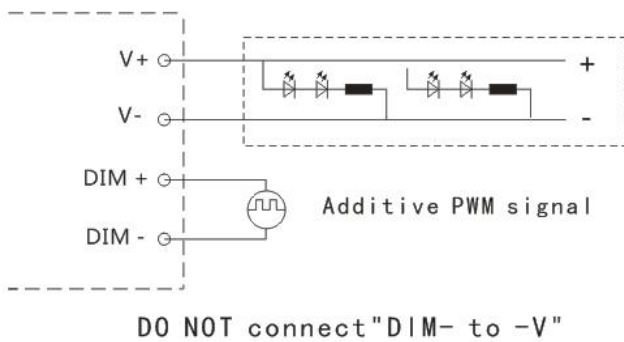 V+
+
V-
-
DIM +
Additive PWM signal
DIM -
DO NOT connect"DIM- to -V"